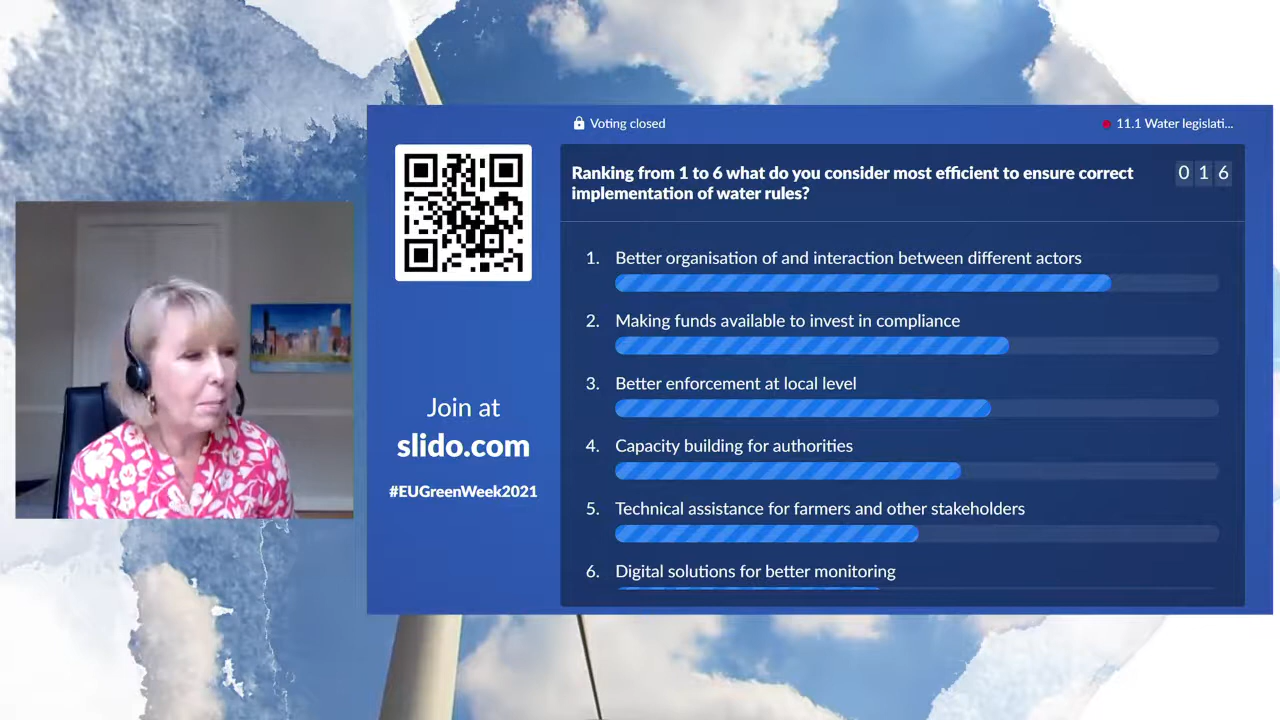 Voting closed
11.1 Water legislati...
Ranking from 1 to 6 what do you consider most efficient to ensure correct
implementation of water rules?
0 1 6
1. Better organisation of and interaction between different actors
2. Making funds available to invest in compliance
3. Better enforcement at local level
4. Capacity building for authorities
5. Technical assistance for farmers and other stakeholders
6. Digital solutions for better monitoring
Join at
slido.com
#EUGreenWeek2021